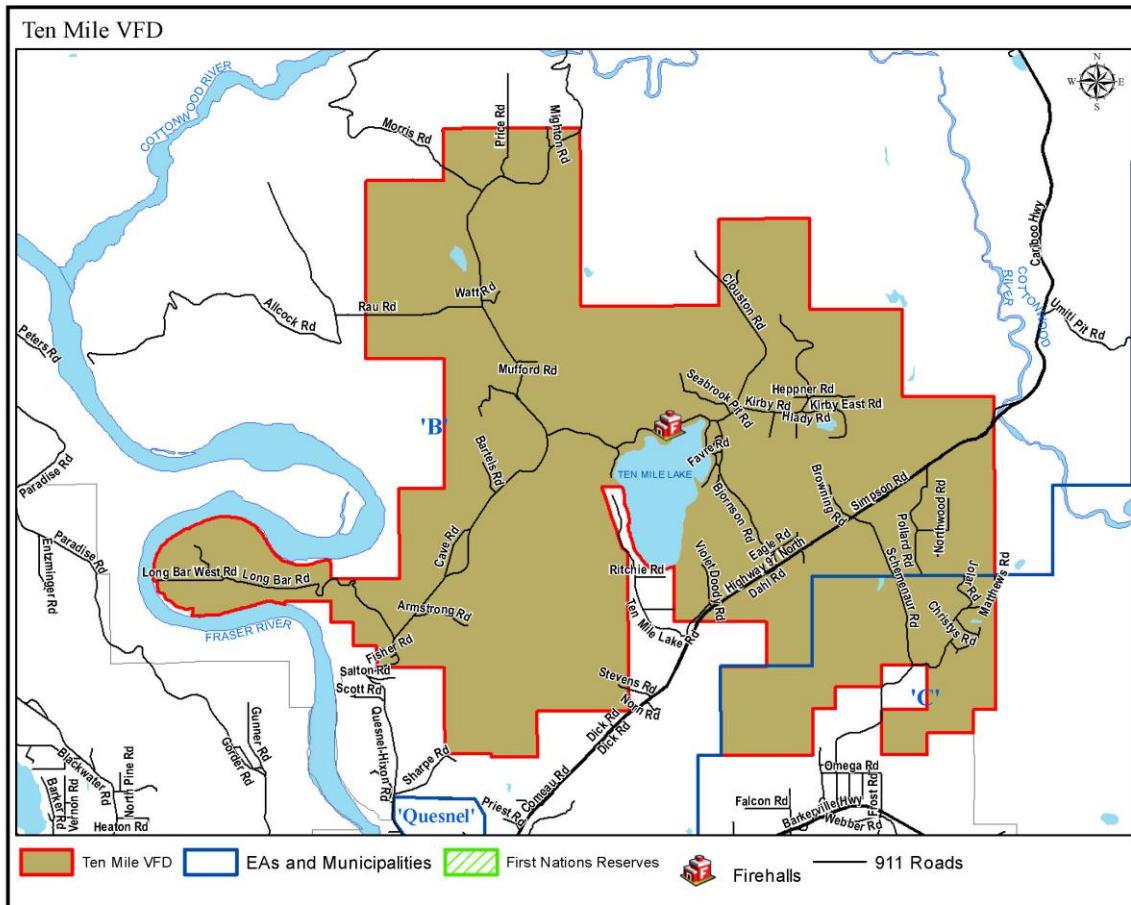 Ten Mile VFD
N
W
E
S
COTTONWOOD RIVER
Morris Rd
Price Rd
Mighton Rd
Cariboo Hwy
COTTONWOOD
RIVER
Umiti Pit Rd
Clouston Rd
Watt Rd
Rau Rd
Allcock Rd
Peters Rd
Mufford Rd
Seabrook Pit Rd
Heppner Rd
Kirby Rd
Kirby East Rd
Hlady Rd
'B'
F
Favre Rd
TEN MILE LAKE
Bartels Rd
Paradise Rd
Bjornson Rd
Browning Rd
Simpson Rd
Pollard Rd
Northwood Rd
Paradise Rd
Entzminger Rd
Cave Rd
Eagle Rd
Highway 97 North
Dahl Rd
Violet Doody Rd
Long Bar West Rd
Long Bar Rd
Ritchie Rd
Schemenaur Rd
Jolar Rd
Matthews Rd
Christys Rd
Armstrong Rd
Ten Mile Lake Rd
FRASER RIVER
Fisher Rd
Salton Rd
Scott Rd
Stevens Rd
Norn Rd
'C'
Quesnel-Hixon Rd
Dick Rd
Dick Rd
Gunner Rd
Gorder Rd
Sharpe Rd
Comeau Rd
Omega Rd
Frost Rd
Blackwater Rd
North Pine Rd
Barker Rd
Vernon Rd
Heaton Rd
'Quesnel'
Priest Rd
Falcon Rd
Barkerville Hwy
Webber Rd
Ten Mile VFD
EAs and Municipalities
First Nations Reserves
F
Firehalls
911 Roads